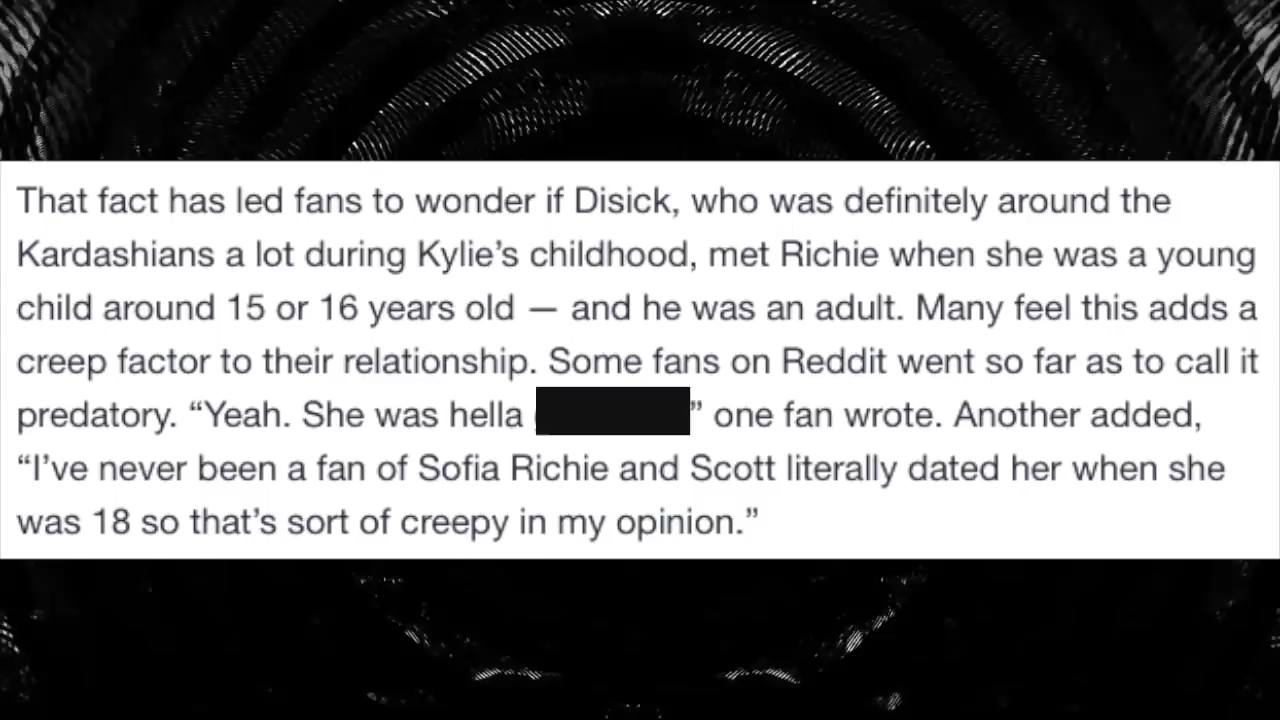 That fact has led fans to wonder if Disick, who was definitely around the
Kardashians a lot during Kylie’s childhood, met Richie when she was a young
child around 15 or 16 years old — and he was an adult. Many feel this adds a
creep factor to their relationship. Some fans on Reddit went so far as to call it
predatory. “Yeah. She was hella ” one fan wrote. Another added,
“I’ve never been a fan of Sofia Richie and Scott literally dated her when she
was 18 so that’s sort of creepy in my opinion.”